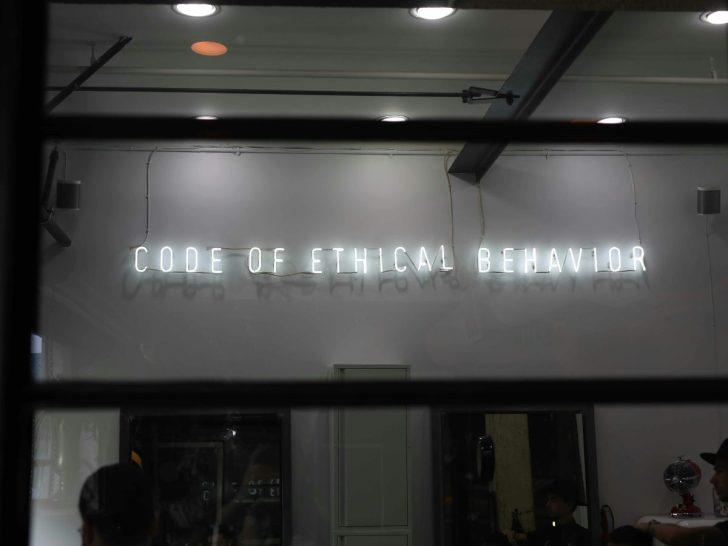 CODE OF ETHICAL BEHAVIOR